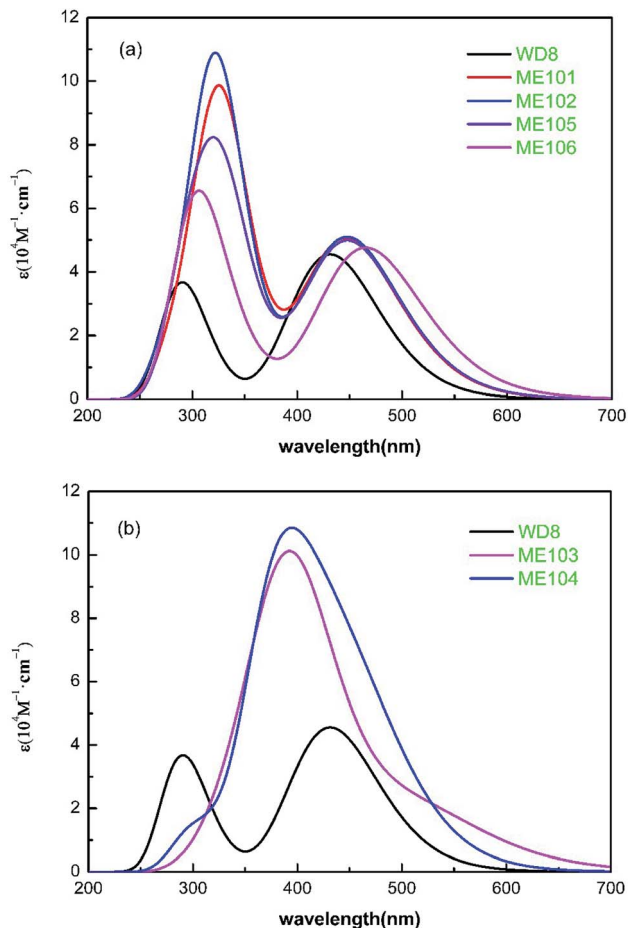 (a)
WD8
ME101
ME102
ME105
ME106
12
10
8
6
4
2
0
ε(10⁴M⁻¹·cm⁻¹)
200 300 400 500 600 700
wavelength(nm)
(b)
WD8
ME103
ME104
12
10
8
6
4
2
0
ε(10⁴M⁻¹·cm⁻¹)
200 300 400 500 600 700
wavelength(nm)